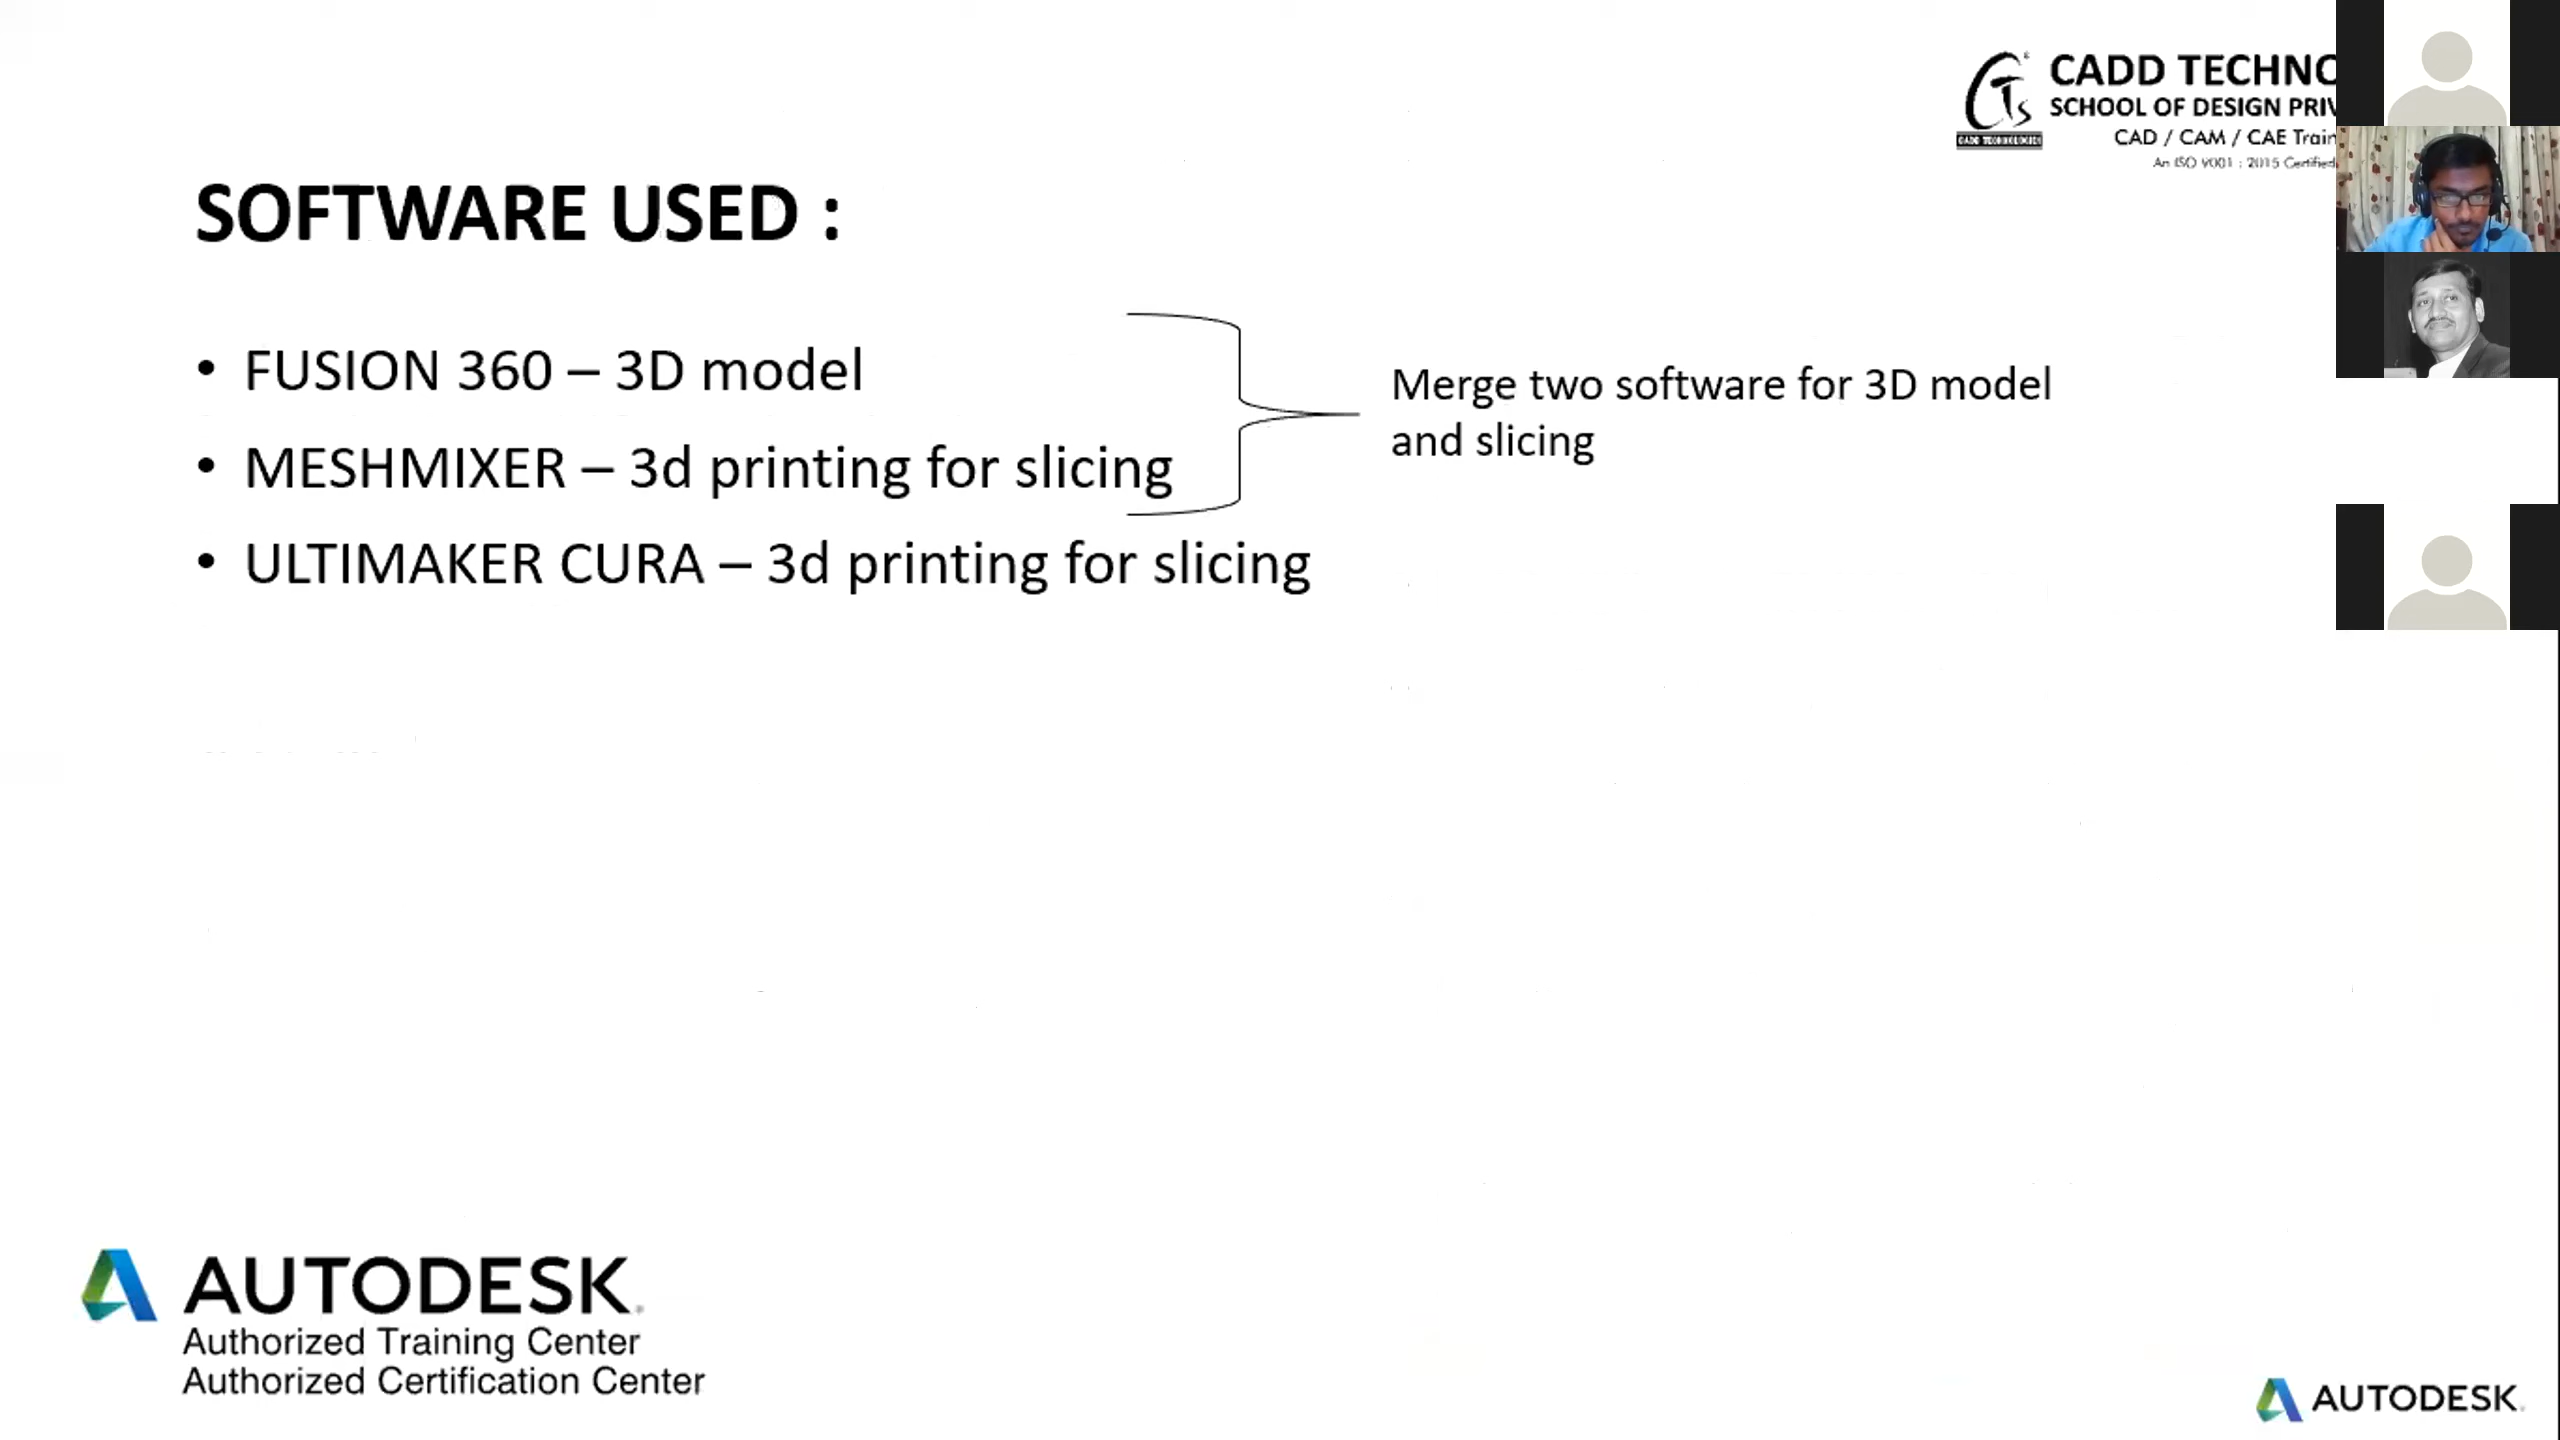 CADD TECHNO
SCHOOL OF DESIGN PRIV
CAD / CAM / CAE Train
An ISO 9001 : 2015 Certified
CADD TECHNOLOGIES
SOFTWARE USED :
• FUSION 360 – 3D model
• MESHMIXER – 3d printing for slicing
• ULTIMAKER CURA – 3d printing for slicing
Merge two software for 3D model
and slicing
AUTODESK.
Authorized Training Center
Authorized Certification Center
AUTODESK.